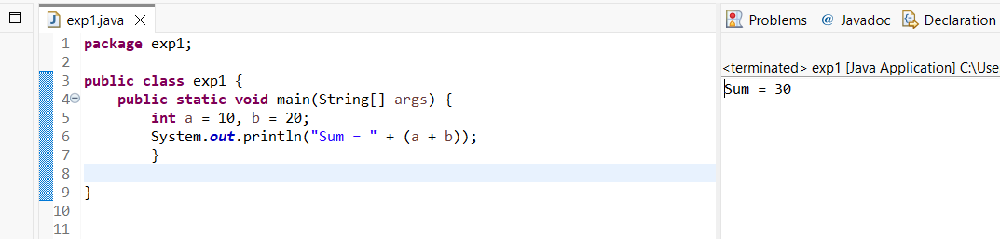 exp1.java
1 package exp1;
2
3 public class exp1 {
4 public static void main(String[] args) {
5 int a = 10, b = 20;
6 System.out.println("Sum = " + (a + b));
7 }
8
9 }
10
11
Problems @ Javadoc Declaration
<terminated> exp1 [Java Application] C:\Use
Sum = 30